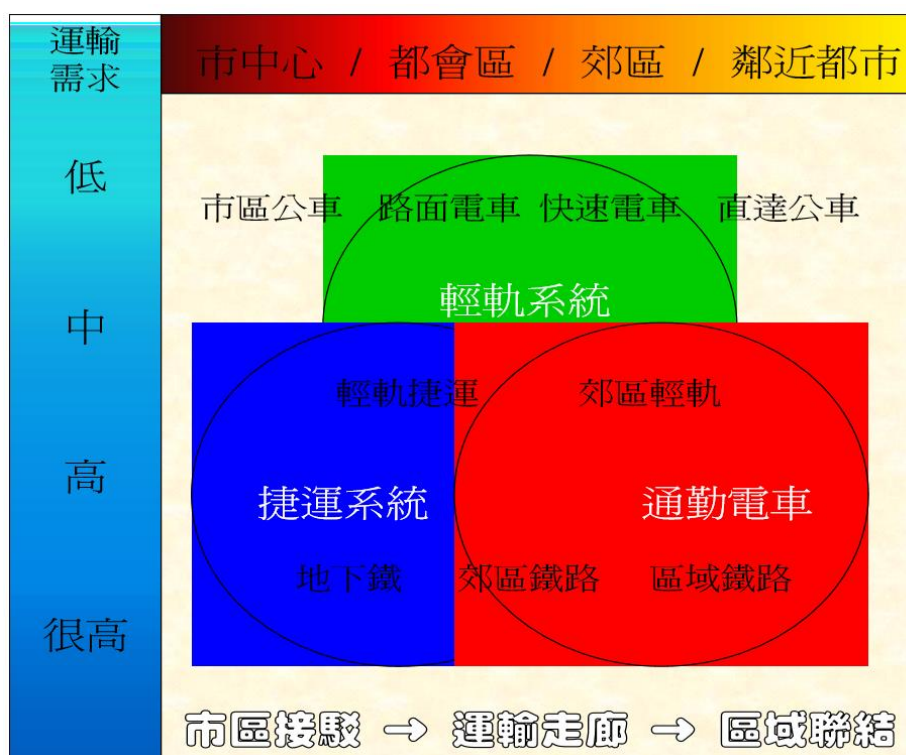 運輸
需求
市中心 / 都會區 / 郊區 / 鄰近都市
低
市區公車 路面電車 快速電車 直達公車
輕軌系統
中
輕軌捷運 郊區輕軌
高
捷運系統 通勤電車
地下鐵 郊區鐵路 區域鐵路
很高
市區接駁 → 運輸走廊 → 區域聯結